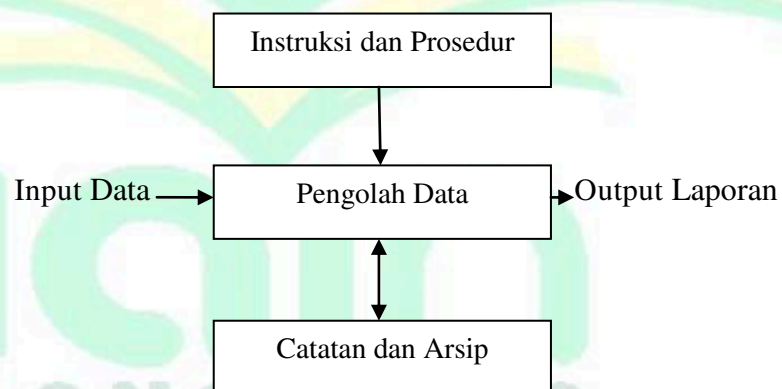 Instruksi dan Prosedur
Input Data
Pengolah Data
Output Laporan
Catatan dan Arsip